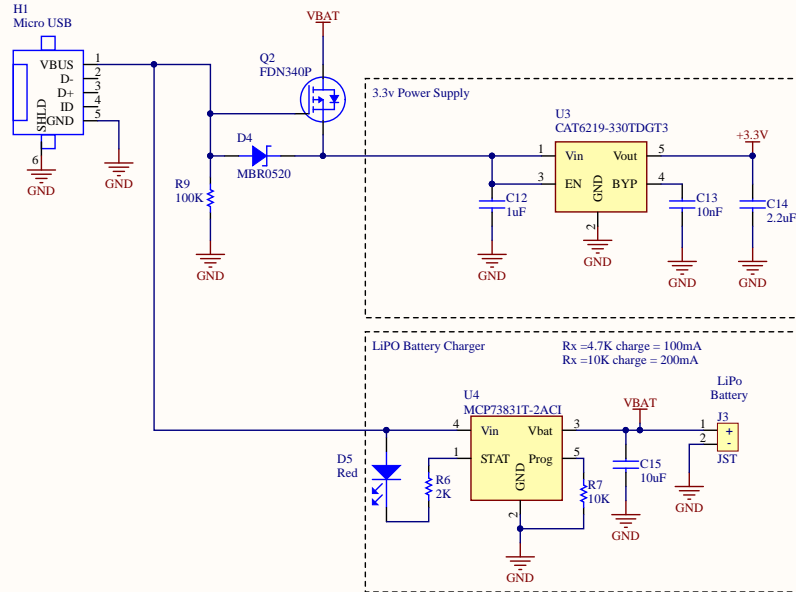 H1
Micro USB
VBUS 1
D- 2
D+ 3
ID 4
GND 5
SHLD
6
GND
GND
VBAT
Q2
FDN340P
D4
MBR0520
R9
100K
GND
3.3v Power Supply
U3
CAT6219-330TDGT3
1 Vin Vout 5
3 EN BYP 4
GND
2
GND
C12
1uF
GND
C13
10nF
GND
+3.3V
C14
2.2uF
GND
LiPO Battery Charger
Rx =4.7K charge = 100mA
Rx =10K charge = 200mA
U4
MCP73831T-2ACI
4 Vin Vbat 3
1 STAT Prog 5
GND
2
GND
D5
Red
R6
2K
R7
10K
VBAT
C15
10uF
GND
LiPo
Battery
J3
1 +
2 -
JST
GND